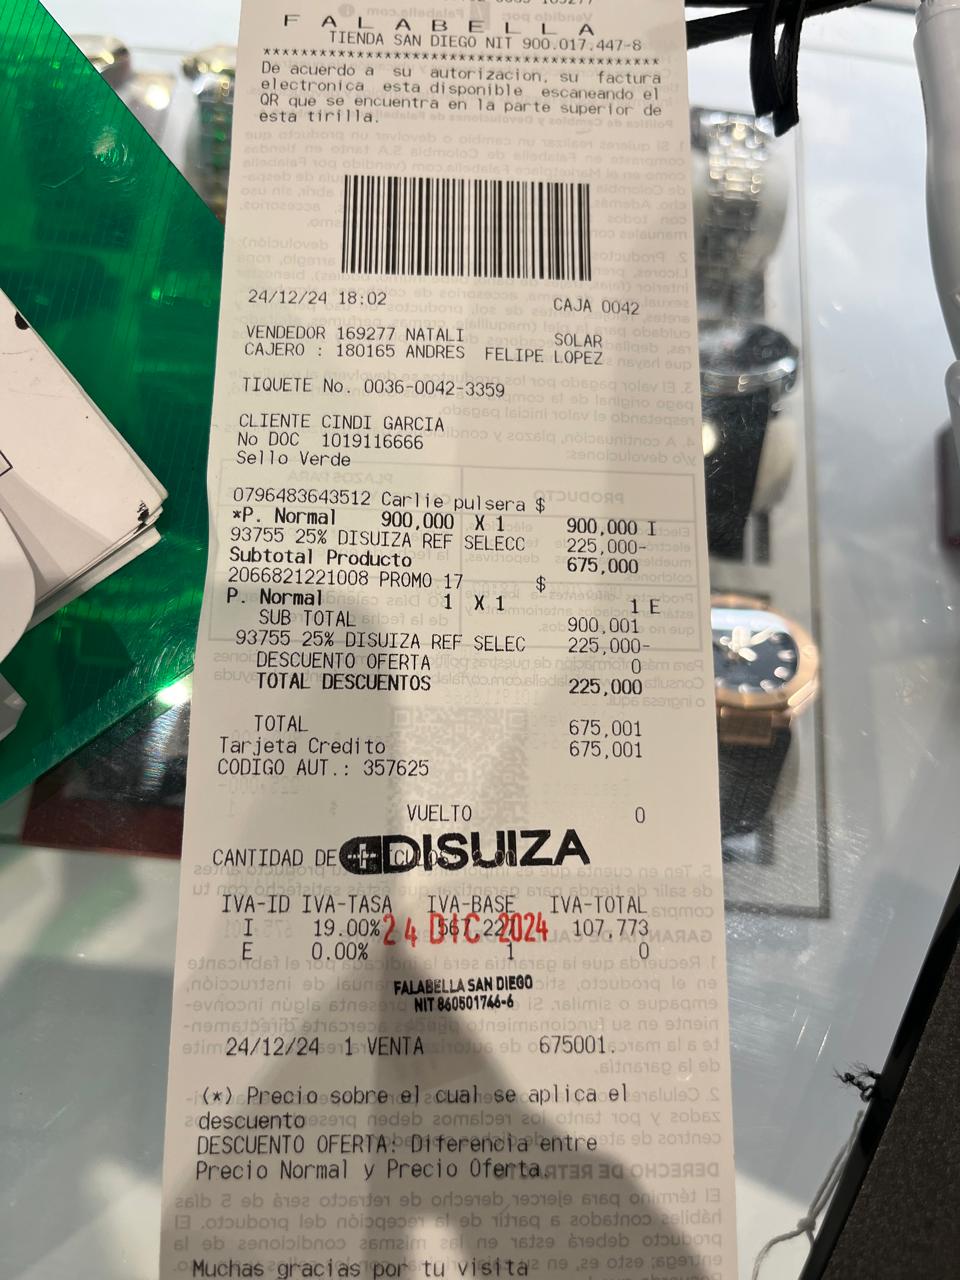 F A L A B E L L A
TIENDA SAN DIEGO NIT 900.017.447-8
****************************************
De acuerdo a su autorizacion, su factura
electronica esta disponible escaneando el
QR que se encuentra en la parte superior de
esta tirilla.
24/12/24 18:02 CAJA 0042
VENDEDOR 169277 NATALI SOLAR
CAJERO : 180165 ANDRES FELIPE LOPEZ
TIQUETE No. 0036-0042-3359
CLIENTE CINDI GARCIA
No DOC 1019116666
Sello Verde
0796483643512 Carlie pulsera $
*P. Normal 900,000 X 1 900,000 I
93755 25% DISUIZA REF SELECC 225,000-
Subtotal Producto 675,000
2066821221008 PROMO 17 $
P. Normal 1 X 1 1 E
SUB TOTAL 900,001
93755 25% DISUIZA REF SELEC 225,000-
DESCUENTO OFERTA 0
TOTAL DESCUENTOS 225,000
TOTAL 675,001
Tarjeta Credito 675,001
CODIGO AUT.: 357625
VUELTO 0
CANTIDAD DE
DISUIZA
IVA-ID IVA-TASA IVA-BASE IVA-TOTAL
I 19.00% 107,773
24 DIC 2024
E 0.00% 1 0
FALABELLA SAN DIEGO
NIT 860501746-6
24/12/24 1 VENTA 675001.
(*) Precio sobre el cual se aplica el
descuento
DESCUENTO OFERTA: Diferencia entre
Precio Normal y Precio Oferta.
Muchas gracias por tu visita